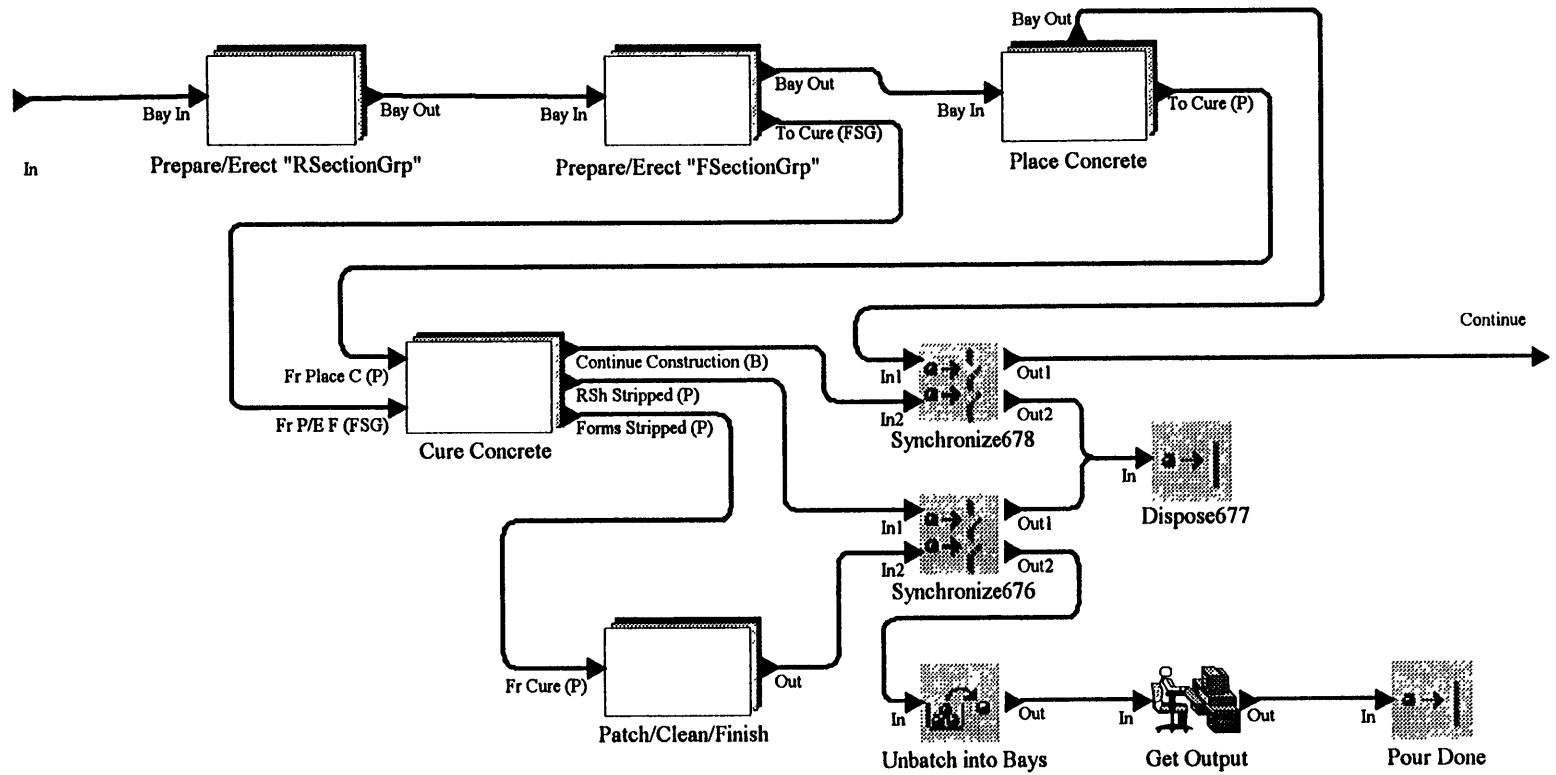 Bay Out
Bay In
Bay Out
Bay In
Bay Out
Bay In
To Cure (P)
To Cure (FSG)
In
Prepare/Erect "RSectionGrp"
Prepare/Erect "FSectionGrp"
Place Concrete
Continue
Fr Place C (P)
Continue Construction (B)
In1
Out1
RSh Stripped (P)
Fr P/E F (FSG)
Forms Stripped (P)
In2
Out2
Cure Concrete
Synchronize678
In
Dispose677
In1
Out1
In2
Out2
Synchronize676
Fr Cure (P)
Out
Patch/Clean/Finish
In
Out
In
Out
In
Unbatch into Bays
Get Output
Pour Done